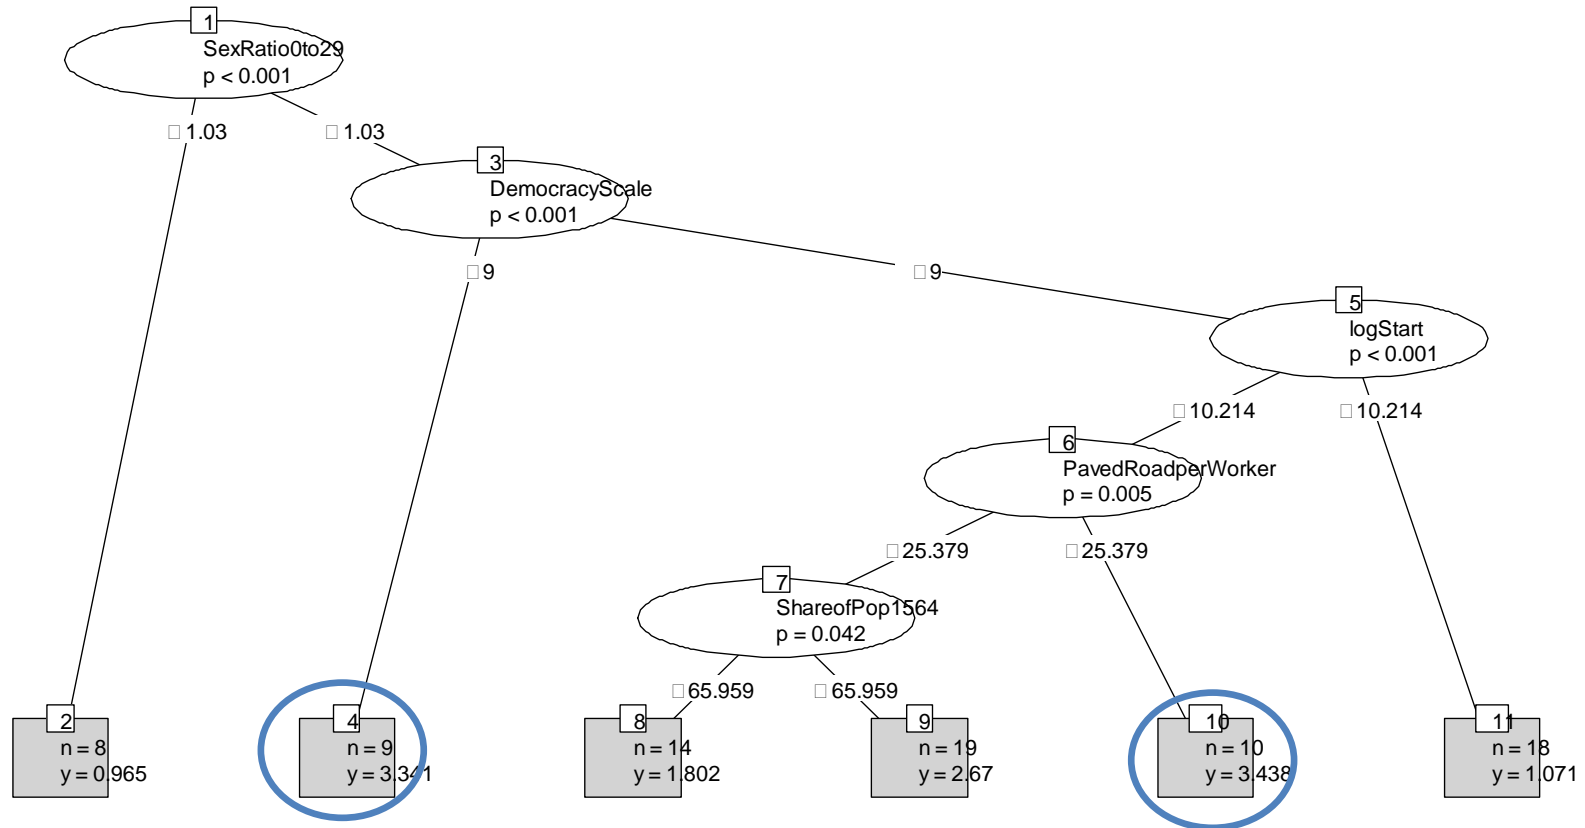 1
SexRatio0to29
p < 0.001
□ 1.03
□ 1.03
3
DemocracyScale
p < 0.001
□ 9
□ 9
5
logStart
p < 0.001
□ 10.214
□ 10.214
6
PavedRoadperWorker
p = 0.005
□ 25.379
□ 25.379
7
ShareofPop1564
p = 0.042
□ 65.959
□ 65.959
2
n = 8
y = 0.965
4
n = 9
y = 3.341
8
n = 14
y = 1.802
9
n = 19
y = 2.67
10
n = 10
y = 3.438
11
n = 18
y = 1.071